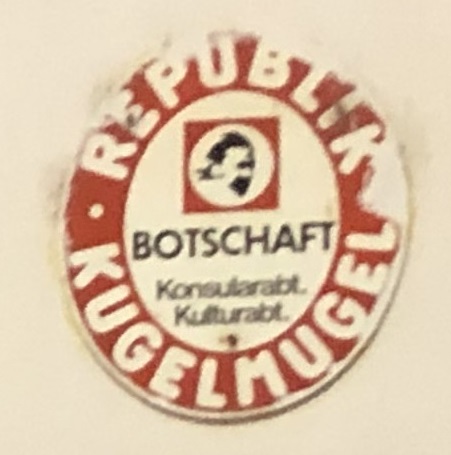 REPUBLIK
BOTSCHAFT
Konsularabt.
Kulturabt.
KUGELMUGEL